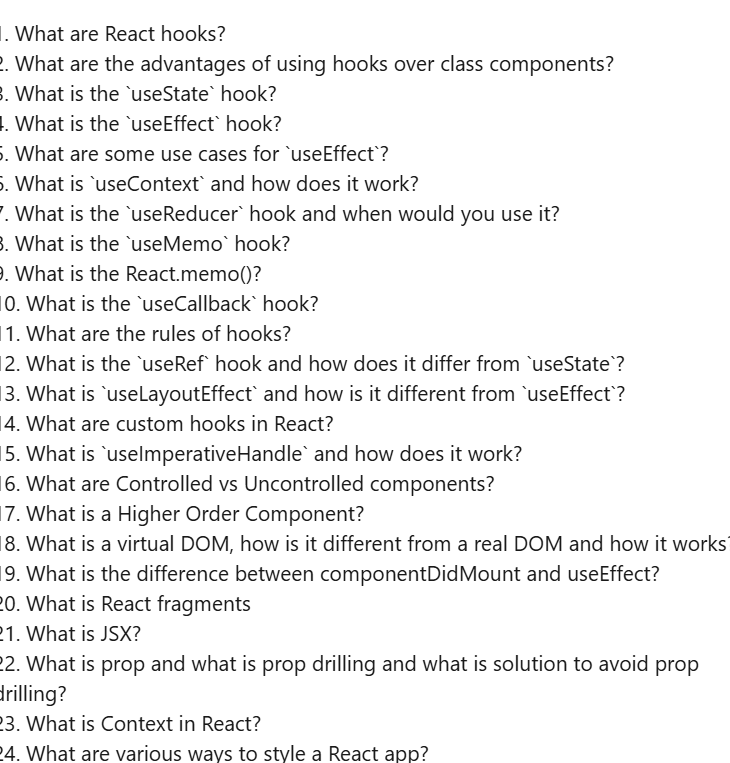 1. What are React hooks?
2. What are the advantages of using hooks over class components?
3. What is the `useState` hook?
4. What is the `useEffect` hook?
5. What are some use cases for `useEffect`?
6. What is `useContext` and how does it work?
7. What is the `useReducer` hook and when would you use it?
8. What is the `useMemo` hook?
9. What is the React.memo()?
10. What is the `useCallback` hook?
11. What are the rules of hooks?
12. What is the `useRef` hook and how does it differ from `useState`?
13. What is `useLayoutEffect` and how is it different from `useEffect`?
14. What are custom hooks in React?
15. What is `useImperativeHandle` and how does it work?
16. What are Controlled vs Uncontrolled components?
17. What is a Higher Order Component?
18. What is a virtual DOM, how is it different from a real DOM and how it works?
19. What is the difference between componentDidMount and useEffect?
20. What is React fragments
21. What is JSX?
22. What is prop and what is prop drilling and what is solution to avoid prop
drilling?
23. What is Context in React?
24. What are various ways to style a React app?